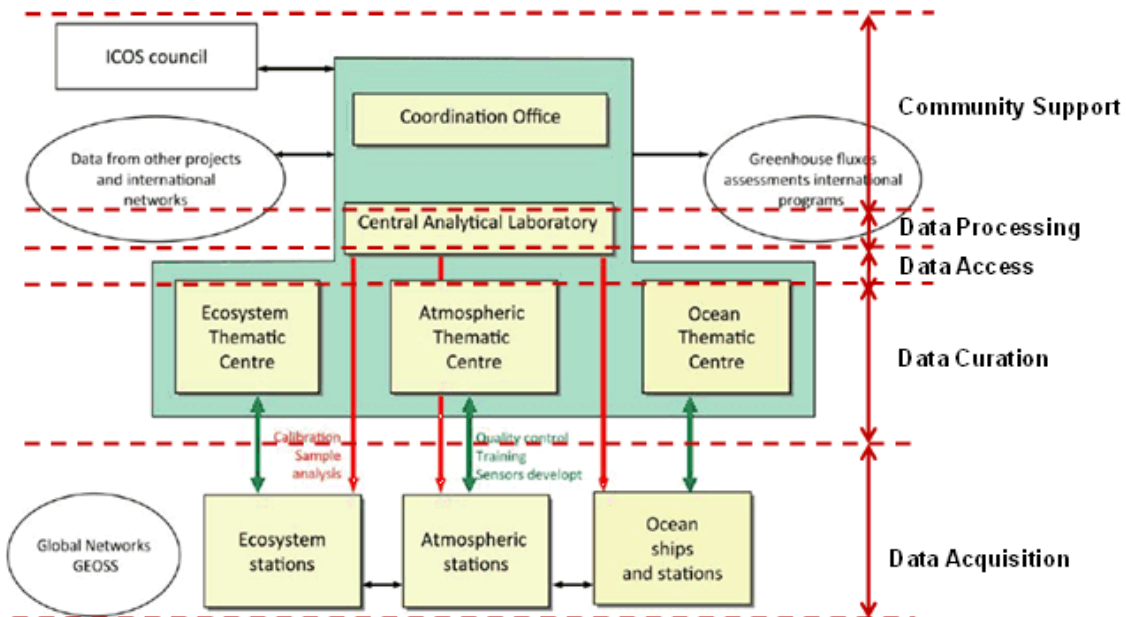 ICOS council
Coordination Office
Community Support
Data from other projects
and international
networks
Greenhouse fluxes
assessments international
programs
Central Analytical Laboratory
Data Processing
Data Access
Ecosystem
Thematic
Centre
Atmospheric
Thematic
Centre
Ocean
Thematic
Centre
Data Curation
Calibration
Sample
analysis
Quality control
Training
Sensors developt
Global Networks
GEOSS
Ecosystem
stations
Atmospheric
stations
Ocean
ships
and stations
Data Acquisition